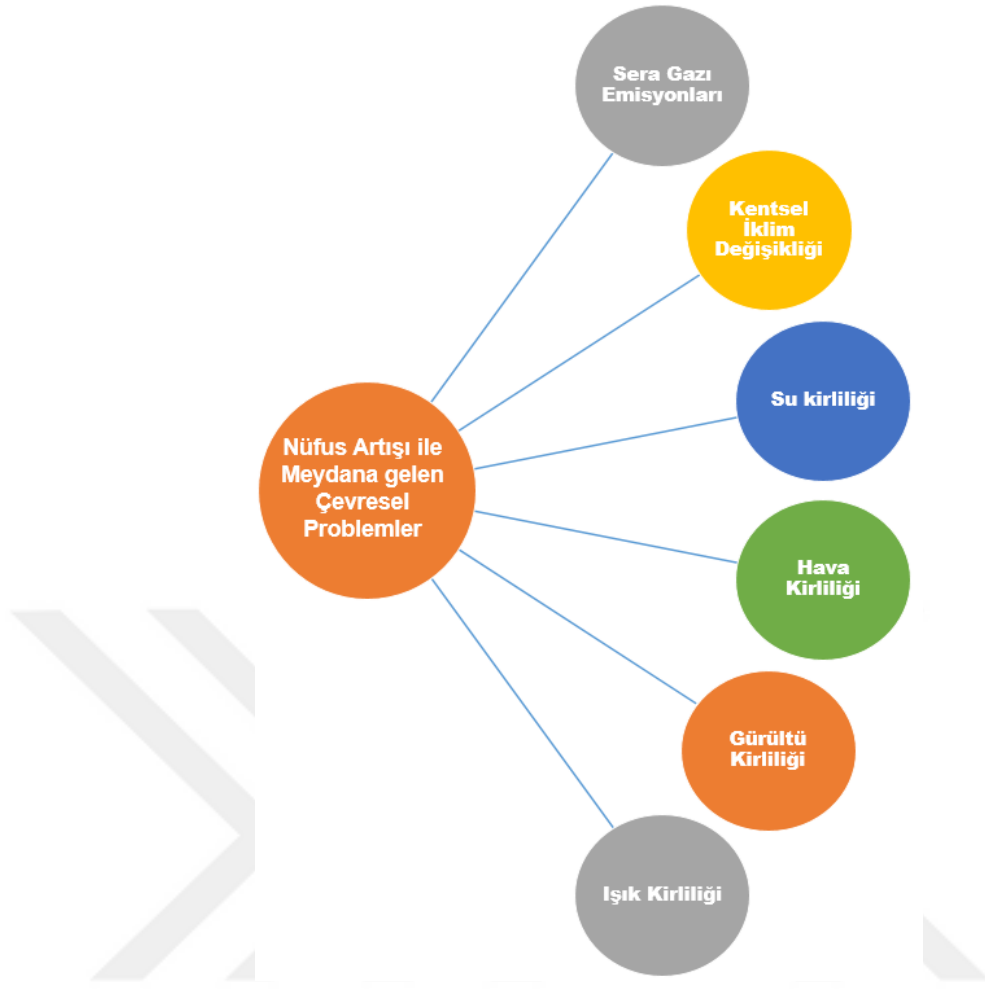 Sera Gazı
Emisyonları
Kentsel
İklim
Değişikliği
Su kirliliği
Nüfus Artışı ile
Meydana gelen
Çevresel
Problemler
Hava
Kirliliği
Gürültü
Kirliliği
Işık Kirliliği